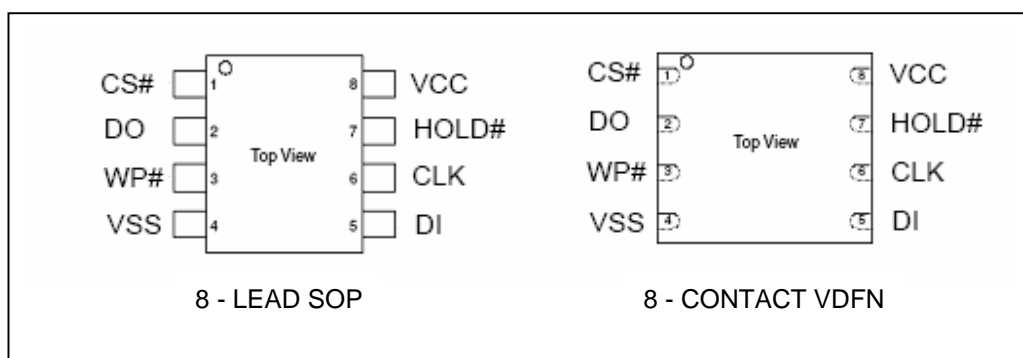 CS# 1 8 VCC
DO 2 7 HOLD#
Top View
WP# 3 6 CLK
VSS 4 5 DI
8 - LEAD SOP
CS# 1 8 VCC
DO 2 7 HOLD#
Top View
WP# 3 6 CLK
VSS 4 5 DI
8 - CONTACT VDFN